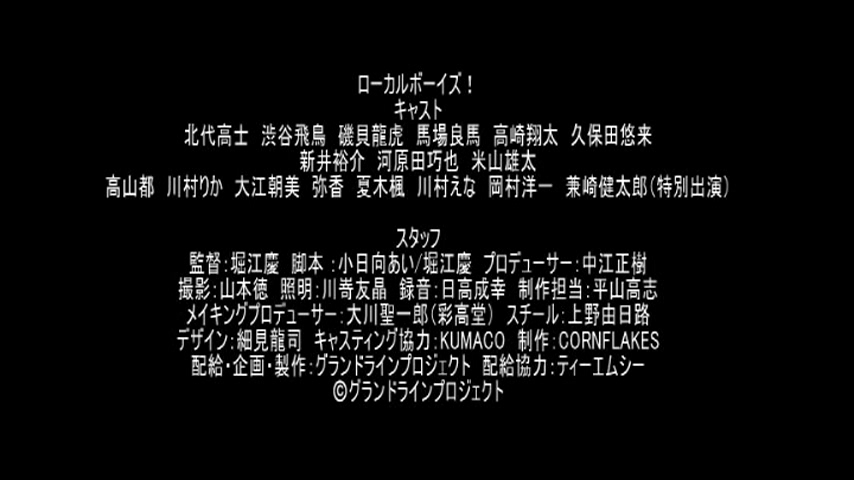 ローカルボーイズ！
キャスト
北代高士　渋谷飛鳥　磯貝龍虎　馬場良馬　高崎翔太　久保田悠来
新井裕介　河原田巧也　米山雄太
高山都　川村りか　大江朝美　弥香　夏木楓　川村えな　岡村洋一　兼崎健太郎（特別出演）
スタッフ
監督：堀江慶　脚本：小日向あい/堀江慶　プロデューサー：中江正樹
撮影：山本徳　照明：川嵜友晶　録音：日高成幸　制作担当：平山高志
メイキングプロデューサー：大川聖一郎（彩高堂）　スチール：上野由日路
デザイン：細見龍司　キャスティング協力：KUMACO　制作：CORNFLAKES
配給・企画・製作：グランドラインプロジェクト　配給協力：ティーエムシー
©グランドラインプロジェクト